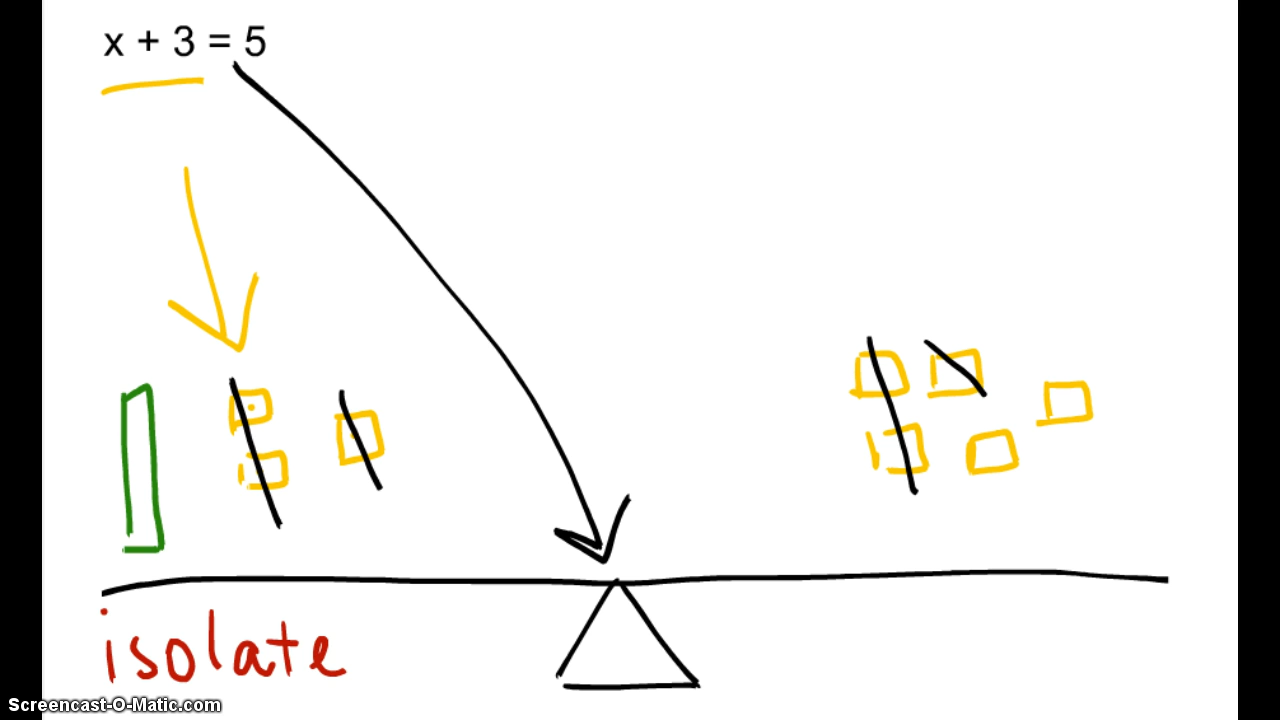 x + 3 = 5
isolate
Screencast-O-Matic.com